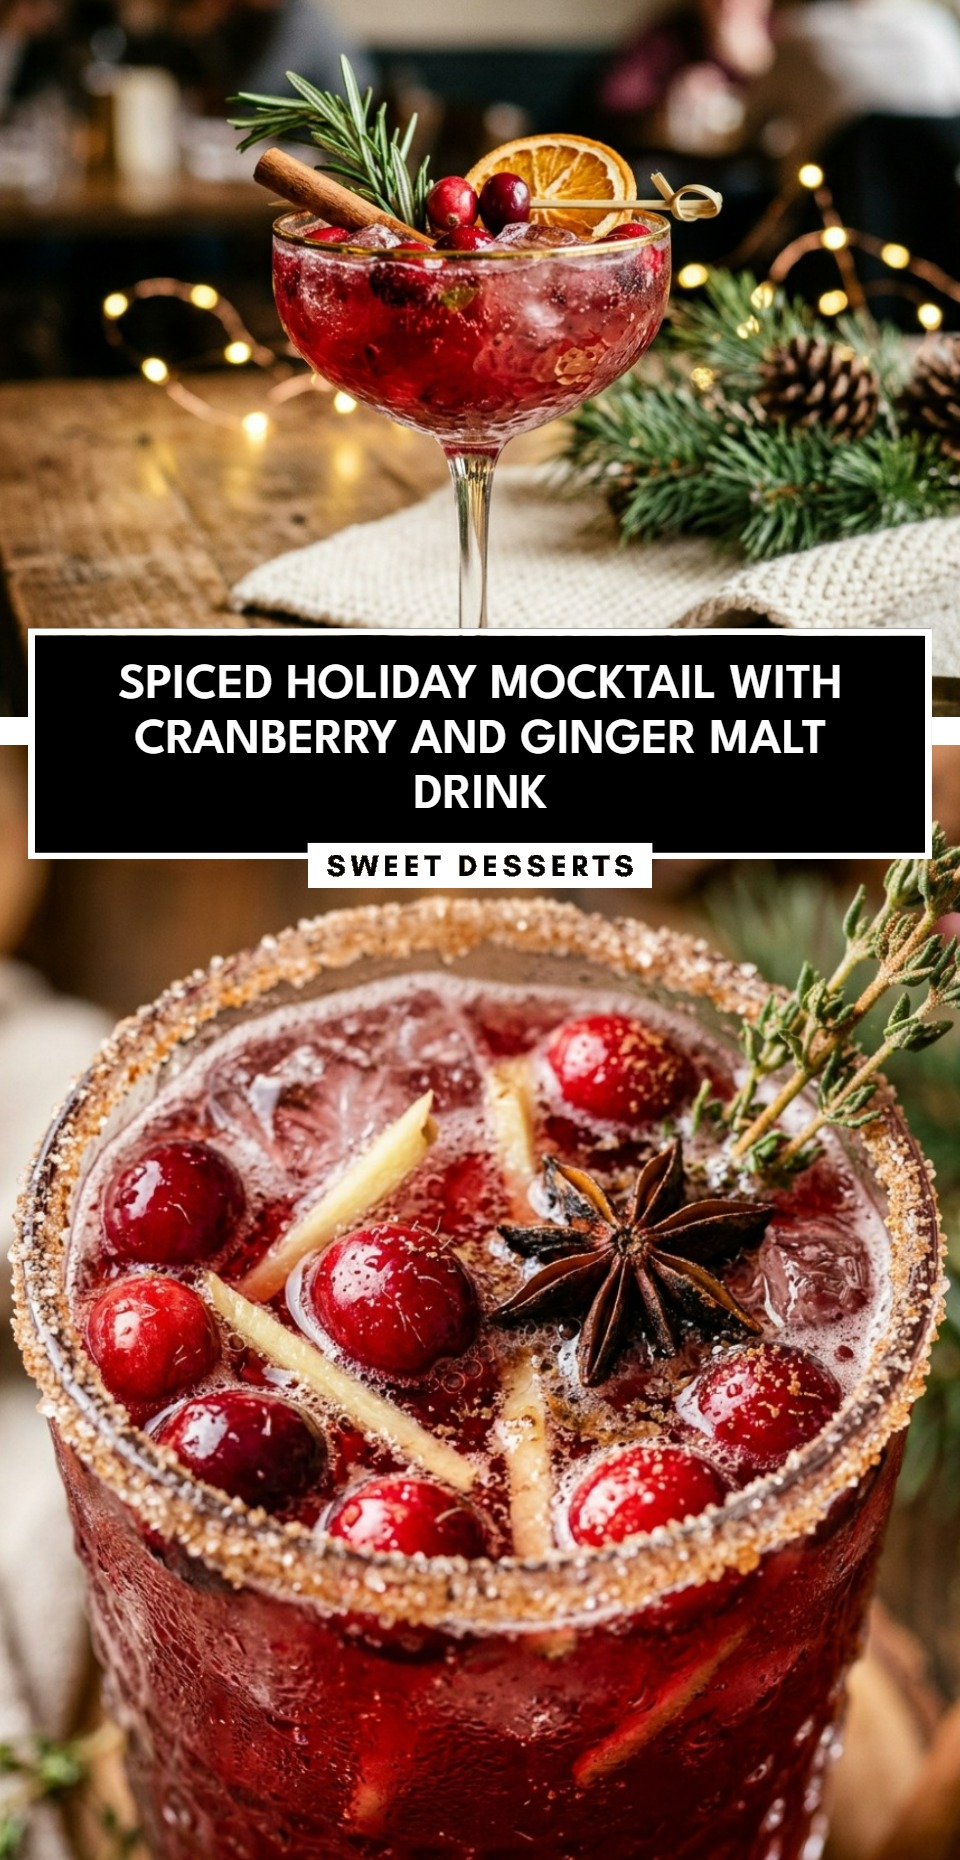 SPICED HOLIDAY MOCKTAIL WITH
CRANBERRY AND GINGER MALT
DRINK
SWEET DESSERTS